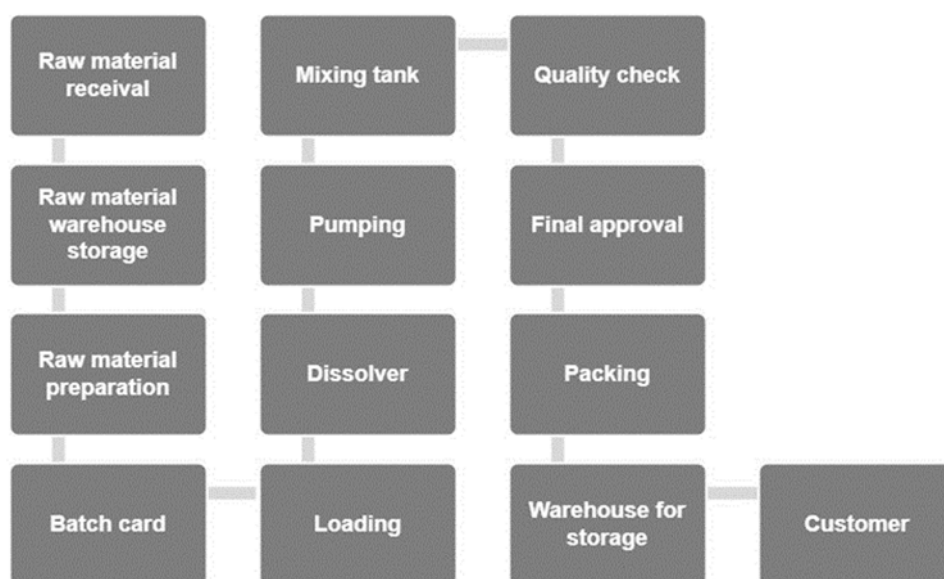 Raw material
receival
Raw material
warehouse
storage
Raw material
preparation
Batch card
Loading
Dissolver
Pumping
Mixing tank
Quality check
Final approval
Packing
Warehouse for
storage
Customer